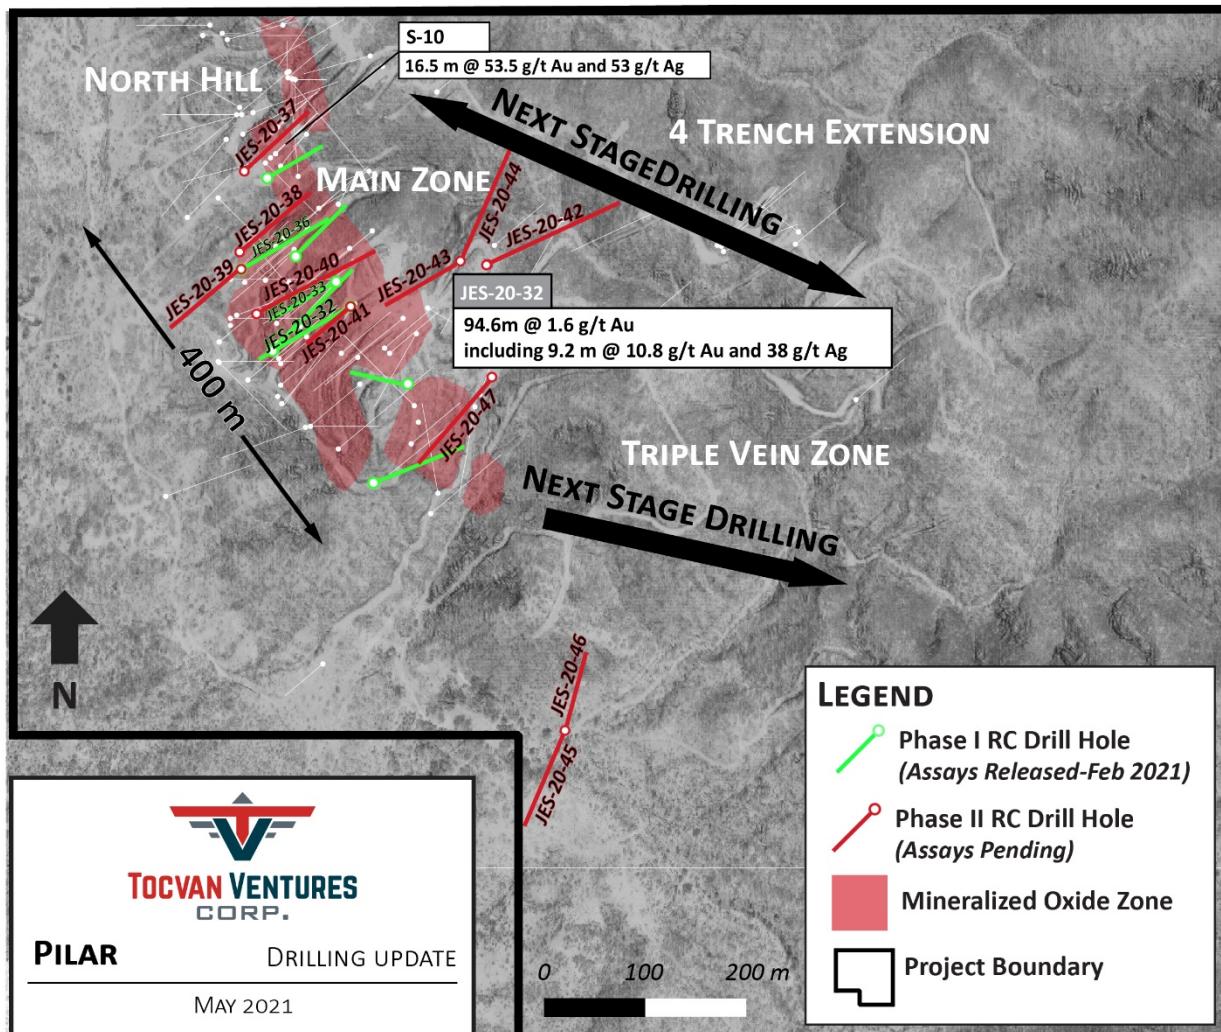 S-10
16.5 m @ 53.5 g/t Au and 53 g/t Ag
NORTH HILL
JES-20-37
NEXT STAGEDRILLING
4 TRENCH EXTENSION
MAIN ZONE
JES-20-44
JES-20-38
JES-20-42
JES-20-36
JES-20-39
JES-20-40
JES-20-43
JES-20-33
JES-20-32
JES-20-41
JES-20-32
94.6m @ 1.6 g/t Au
including 9.2 m @ 10.8 g/t Au and 38 g/t Ag
400 m
JES-20-47
TRIPLE VEIN ZONE
NEXT STAGE DRILLING
N
JES-20-46
JES-20-45
LEGEND
Phase I RC Drill Hole
(Assays Released-Feb 2021)
Phase II RC Drill Hole
(Assays Pending)
Mineralized Oxide Zone
Project Boundary
TOCVAN VENTURES
CORP.
PILAR DRILLING UPDATE
MAY 2021
0 100 200 m